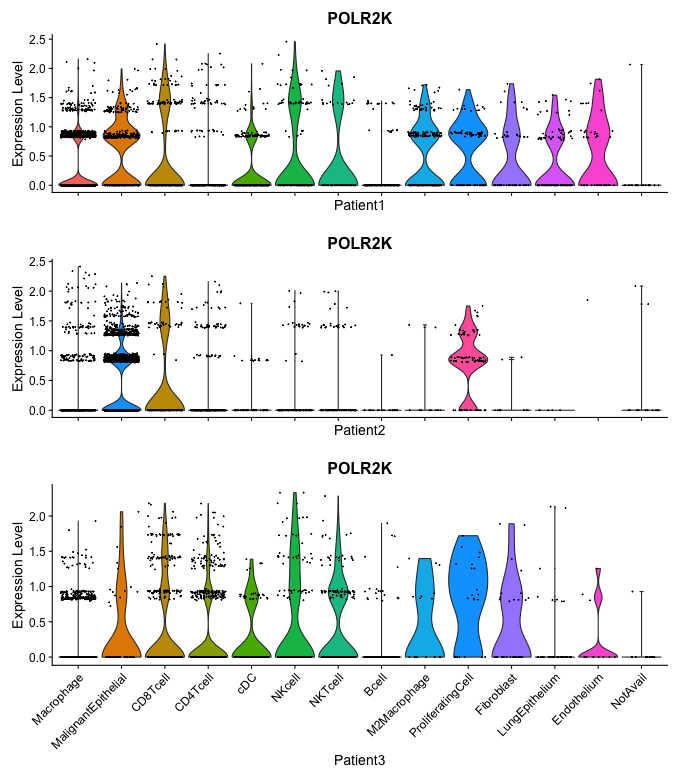 POLR2K
Expression Level
2.5
2.0
1.5
1.0
0.5
0.0
Patient1
POLR2K
Expression Level
2.5
2.0
1.5
1.0
0.5
0.0
Patient2
POLR2K
Expression Level
2.0
1.5
1.0
0.5
0.0
Macrophage
MalignantEpithelial
CD8Tcell
CD4Tcell
cDC
NKcell
NKTcell
Bcell
M2Macrophage
ProliferatingCell
Fibroblast
LungEpithelium
Endothelium
NotAvail
Patient3